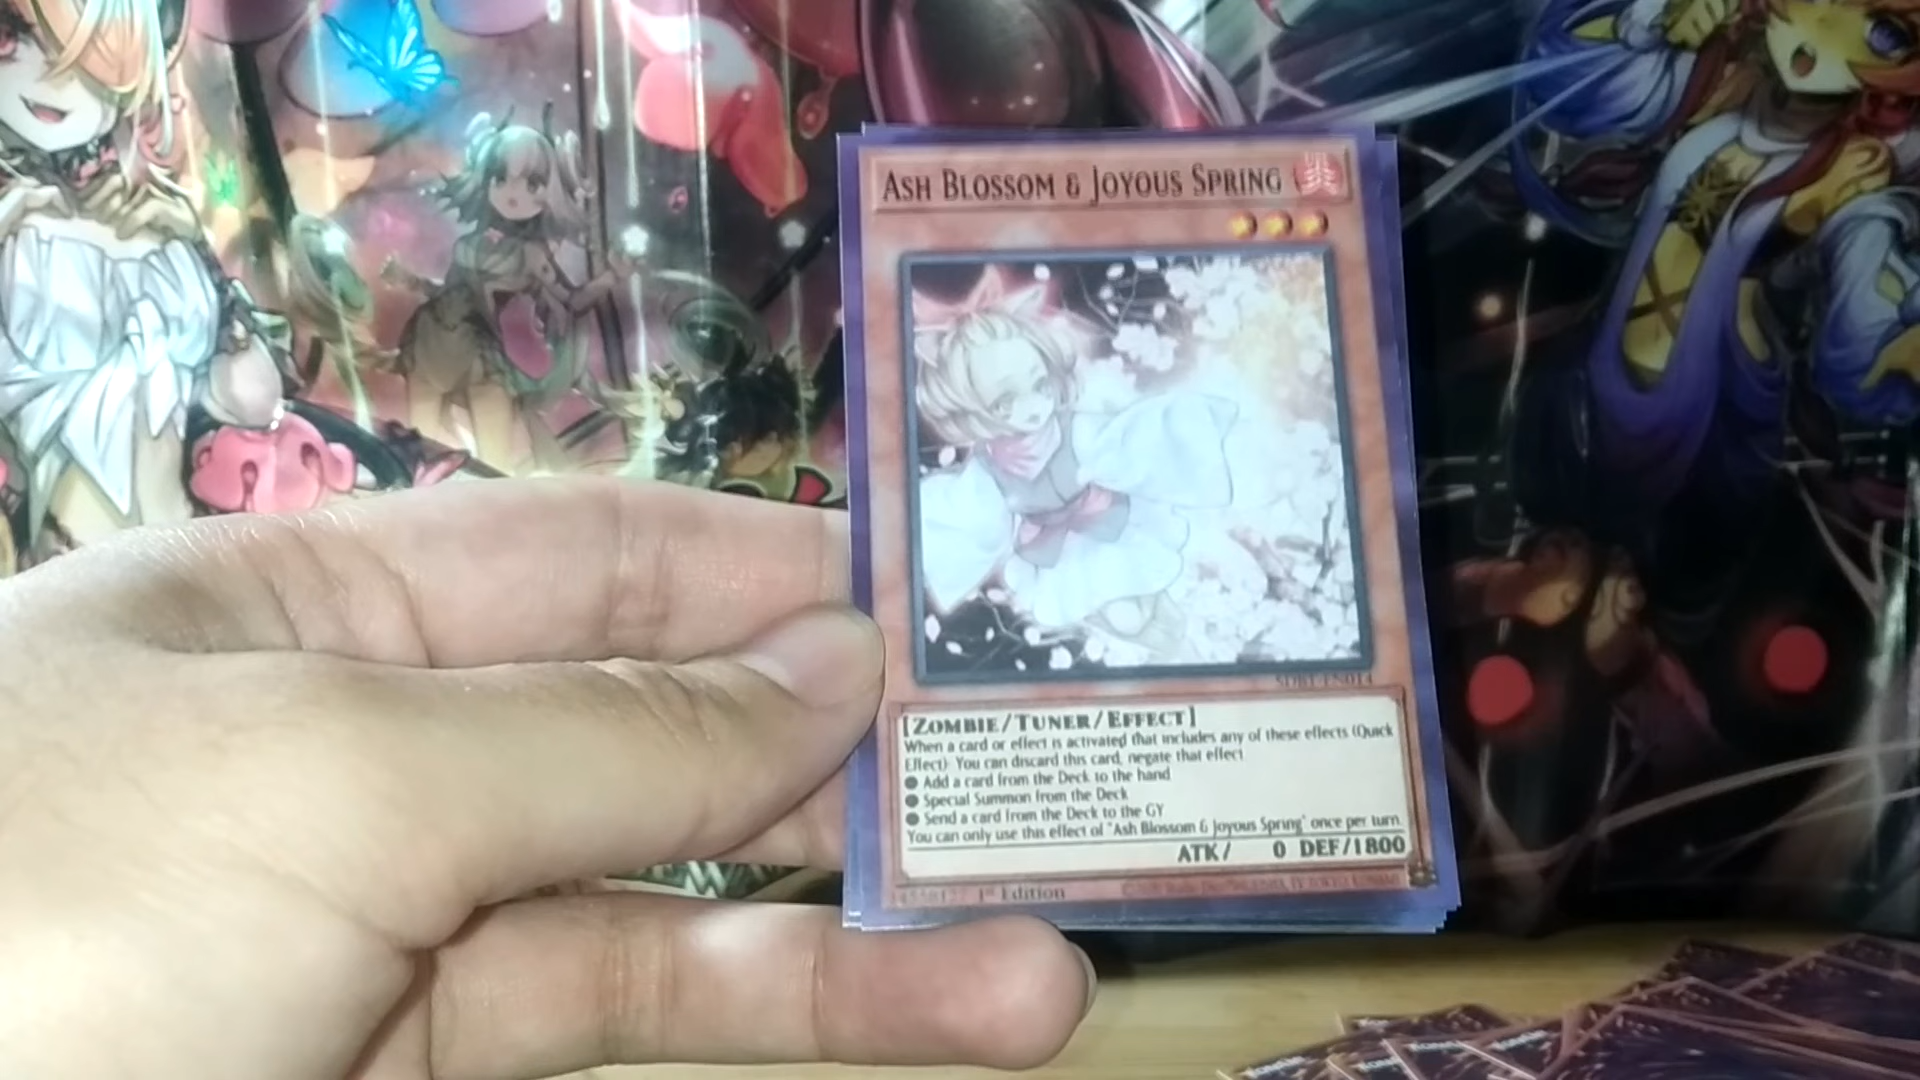 ASH BLOSSOM & JOYOUS SPRING
[ZOMBIE/TUNER/EFFECT]
When a card or effect is activated that includes any of these effects (Quick
Effect): You can discard this card; negate that effect.
● Add a card from the Deck to the hand
● Special Summon from the Deck
● Send a card from the Deck to the GY
You can only use this effect of "Ash Blossom & Joyous Spring" once per turn.
ATK/ 0 DEF/1800
1st Edition